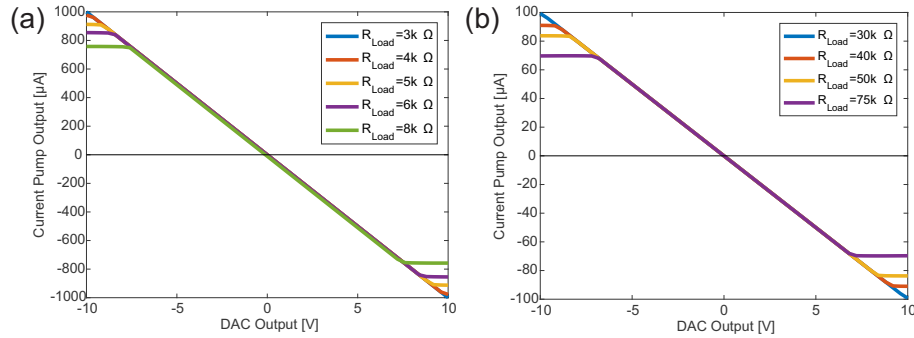 (a)
1000
800
600
400
200
0
-200
-400
-600
-800
-1000
Current Pump Output [µA]
-10 -5 0 5 10
DAC Output [V]
R_Load=3k Ω
R_Load=4k Ω
R_Load=5k Ω
R_Load=6k Ω
R_Load=8k Ω
(b)
100
80
60
40
20
0
-20
-40
-60
-80
-100
Current Pump Output [µA]
-10 -5 0 5 10
DAC Output [V]
R_Load=30k Ω
R_Load=40k Ω
R_Load=50k Ω
R_Load=75k Ω